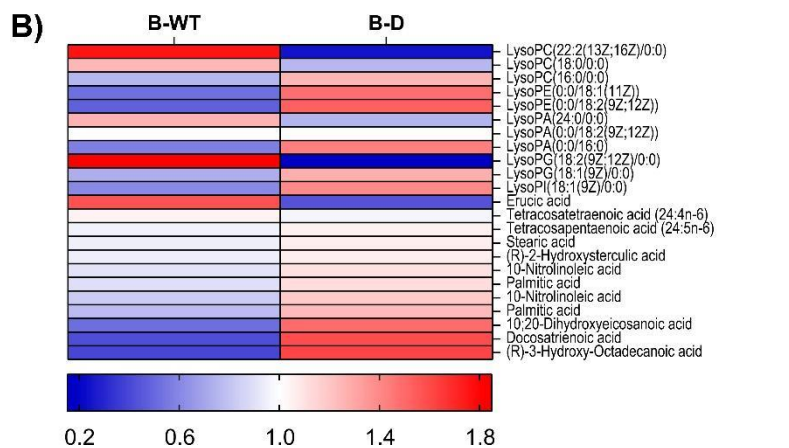 B)
B-WT B-D
LysoPC(22:2(13Z;16Z)/0:0)
LysoPC(18:0/0:0)
LysoPC(16:0/0:0)
LysoPE(0:0/18:1(11Z))
LysoPE(0:0/18:2(9Z;12Z))
LysoPA(24:0/0:0)
LysoPA(0:0/18:2(9Z;12Z))
LysoPA(0:0/16:0)
LysoPG(18:2(9Z;12Z)/0:0)
LysoPG(18:1(9Z)/0:0)
LysoPI(18:1(9Z)/0:0)
Erucic acid
Tetracosatetraenoic acid (24:4n-6)
Tetracosapentaenoic acid (24:5n-6)
Stearic acid
(R)-2-Hydroxysterculic acid
10-Nitrolinoleic acid
Palmitic acid
10-Nitrolinoleic acid
Palmitic acid
10;20-Dihydroxyeicosanoic acid
Docosatrienoic acid
(R)-3-Hydroxy-Octadecanoic acid
0.2 0.6 1.0 1.4 1.8